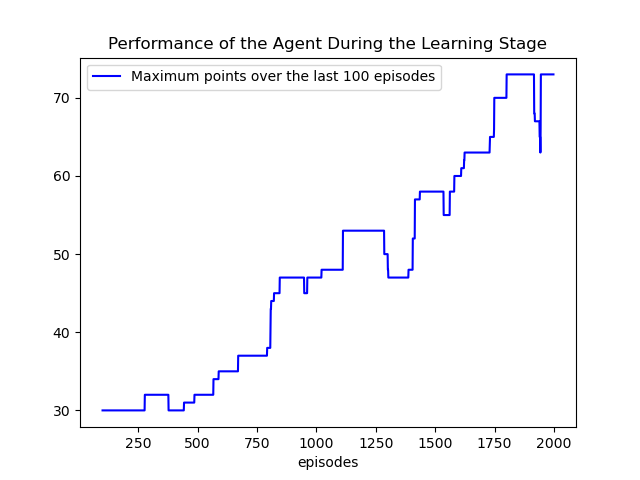 Performance of the Agent During the Learning Stage
Maximum points over the last 100 episodes
70
60
50
40
30
250 500 750 1000 1250 1500 1750 2000
episodes